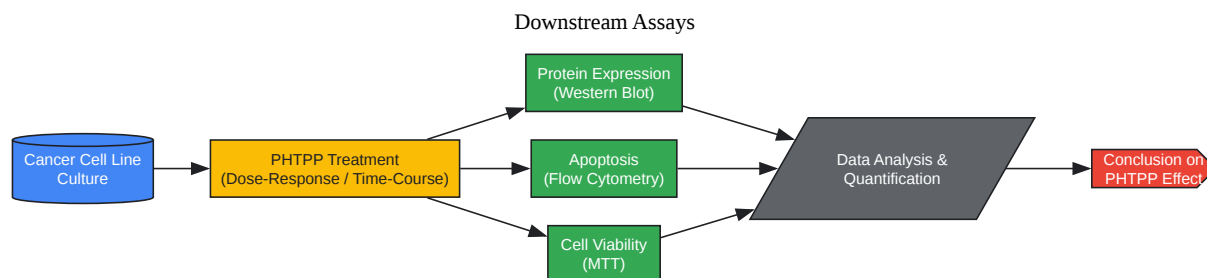 Downstream Assays
Cancer Cell Line
Culture
PHTPP Treatment
(Dose-Response / Time-Course)
Protein Expression
(Western Blot)
Apoptosis
(Flow Cytometry)
Cell Viability
(MTT)
Data Analysis &
Quantification
Conclusion on
PHTPP Effect